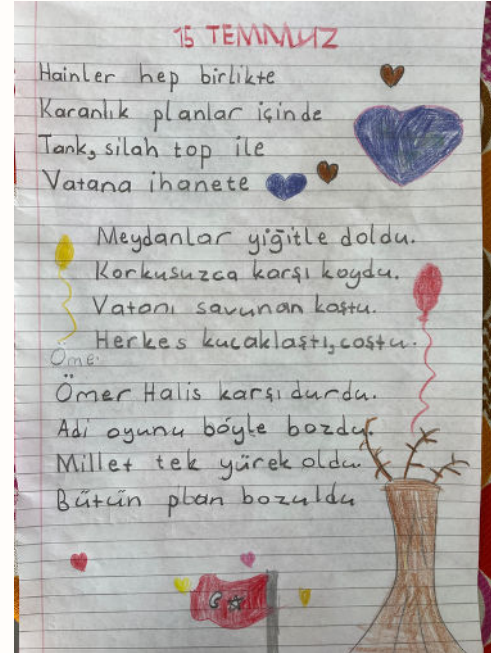 15 TEMMUZ
Hainler hep birlikte
Karanlık planlar içinde
Tank, silah top ile
Vatana ihanete
Meydanlar yiğitle doldu.
Korkusuzca karşı koydu.
Vatanı savunan koştu.
Herkes kucaklaştı, coştu.
Öme
Ömer Halis karşı durdu.
Adi oyunu böyle bozdu.
Millet tek yürek oldu.
Bütün plan bozuldu